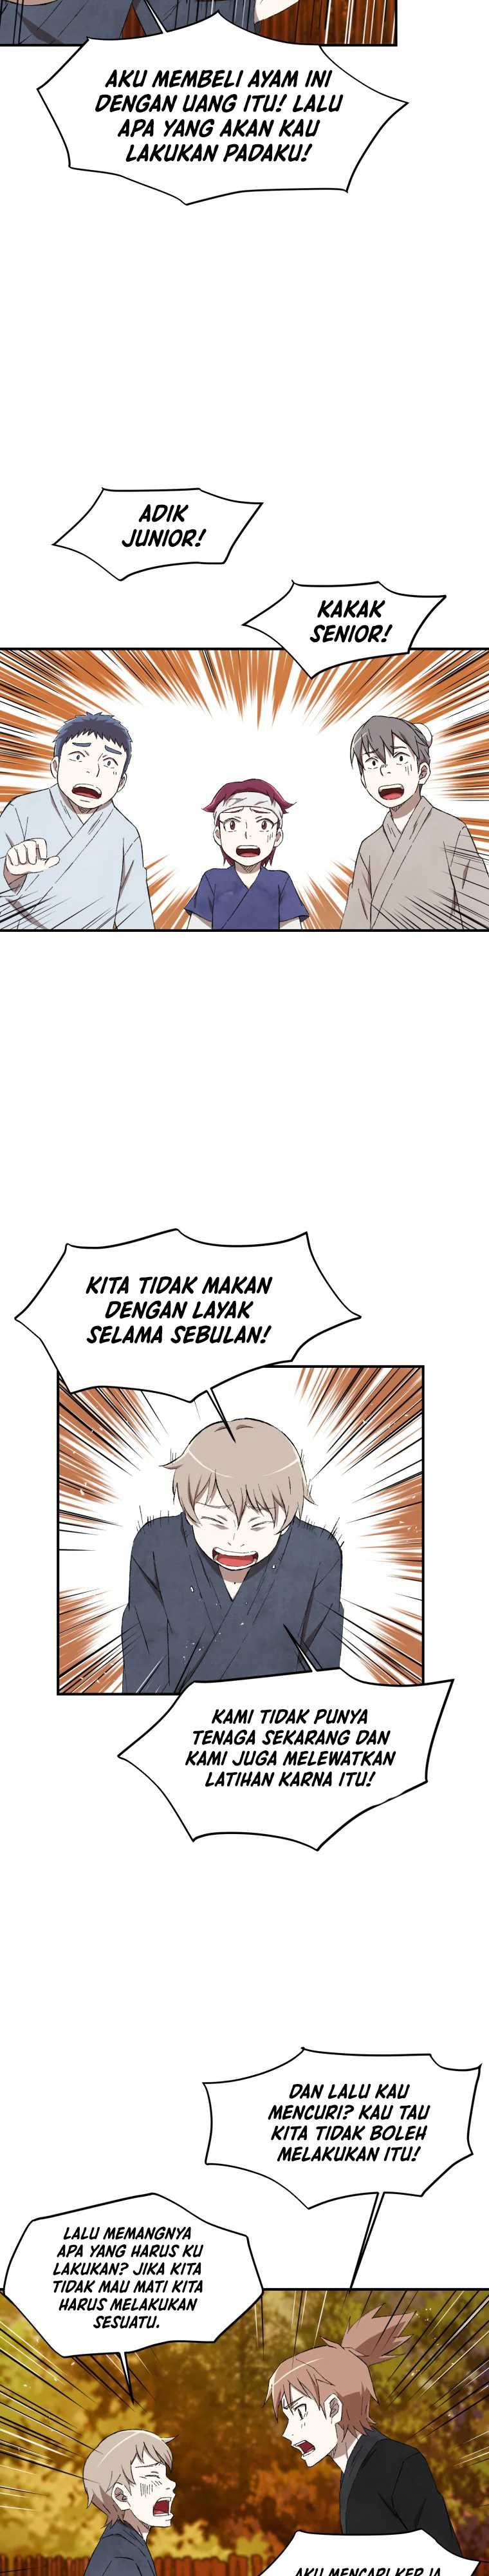 AKU MEMBELI AYAM INI
DENGAN UANG ITU! LALU
APA YANG AKAN KAU
LAKUKAN PADAKU!
ADIK
JUNIOR!
KAKAK
SENIOR!
KITA TIDAK MAKAN
DENGAN LAYAK
SELAMA SEBULAN!
KAMI TIDAK PUNYA
TENAGA SEKARANG DAN
KAMI JUGA MELEWATKAN
LATIHAN KARNA ITU!
DAN LALU KAU
MENCURI? KAU TAU
KITA TIDAK BOLEH
MELAKUKAN ITU!
LALU MEMANGNYA
APA YANG HARUS KU
LAKUKAN? JIKA KITA
TIDAK MAU MATI KITA
HARUS MELAKUKAN
SESUATU.
AKU MENCARI KERJA